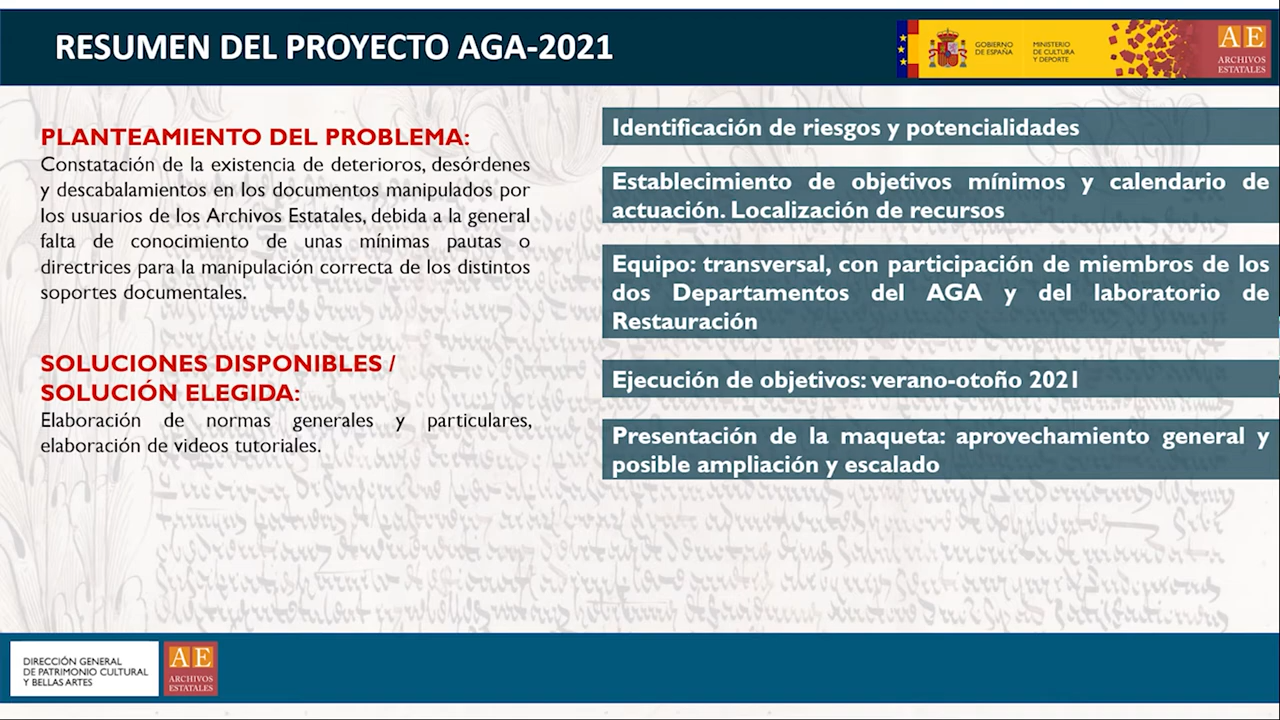 RESUMEN DEL PROYECTO AGA-2021
GOBIERNO
DE ESPAÑA
MINISTERIO
DE CULTURA
Y DEPORTE
AE
ARCHIVOS
ESTATALES
PLANTEAMIENTO DEL PROBLEMA:
Constatación de la existencia de deterioros, desórdenes
y descabalamientos en los documentos manipulados por
los usuarios de los Archivos Estatales, debida a la general
falta de conocimiento de unas mínimas pautas o
directrices para la manipulación correcta de los distintos
soportes documentales.
SOLUCIONES DISPONIBLES /
SOLUCIÓN ELEGIDA:
Elaboración de normas generales y particulares,
elaboración de videos tutoriales.
Identificación de riesgos y potencialidades
Establecimiento de objetivos mínimos y calendario de
actuación. Localización de recursos
Equipo: transversal, con participación de miembros de los
dos Departamentos del AGA y del laboratorio de
Restauración
Ejecución de objetivos: verano-otoño 2021
Presentación de la maqueta: aprovechamiento general y
posible ampliación y escalado
DIRECCIÓN GENERAL
DE PATRIMONIO CULTURAL
Y BELLAS ARTES
AE
ARCHIVOS
ESTATALES